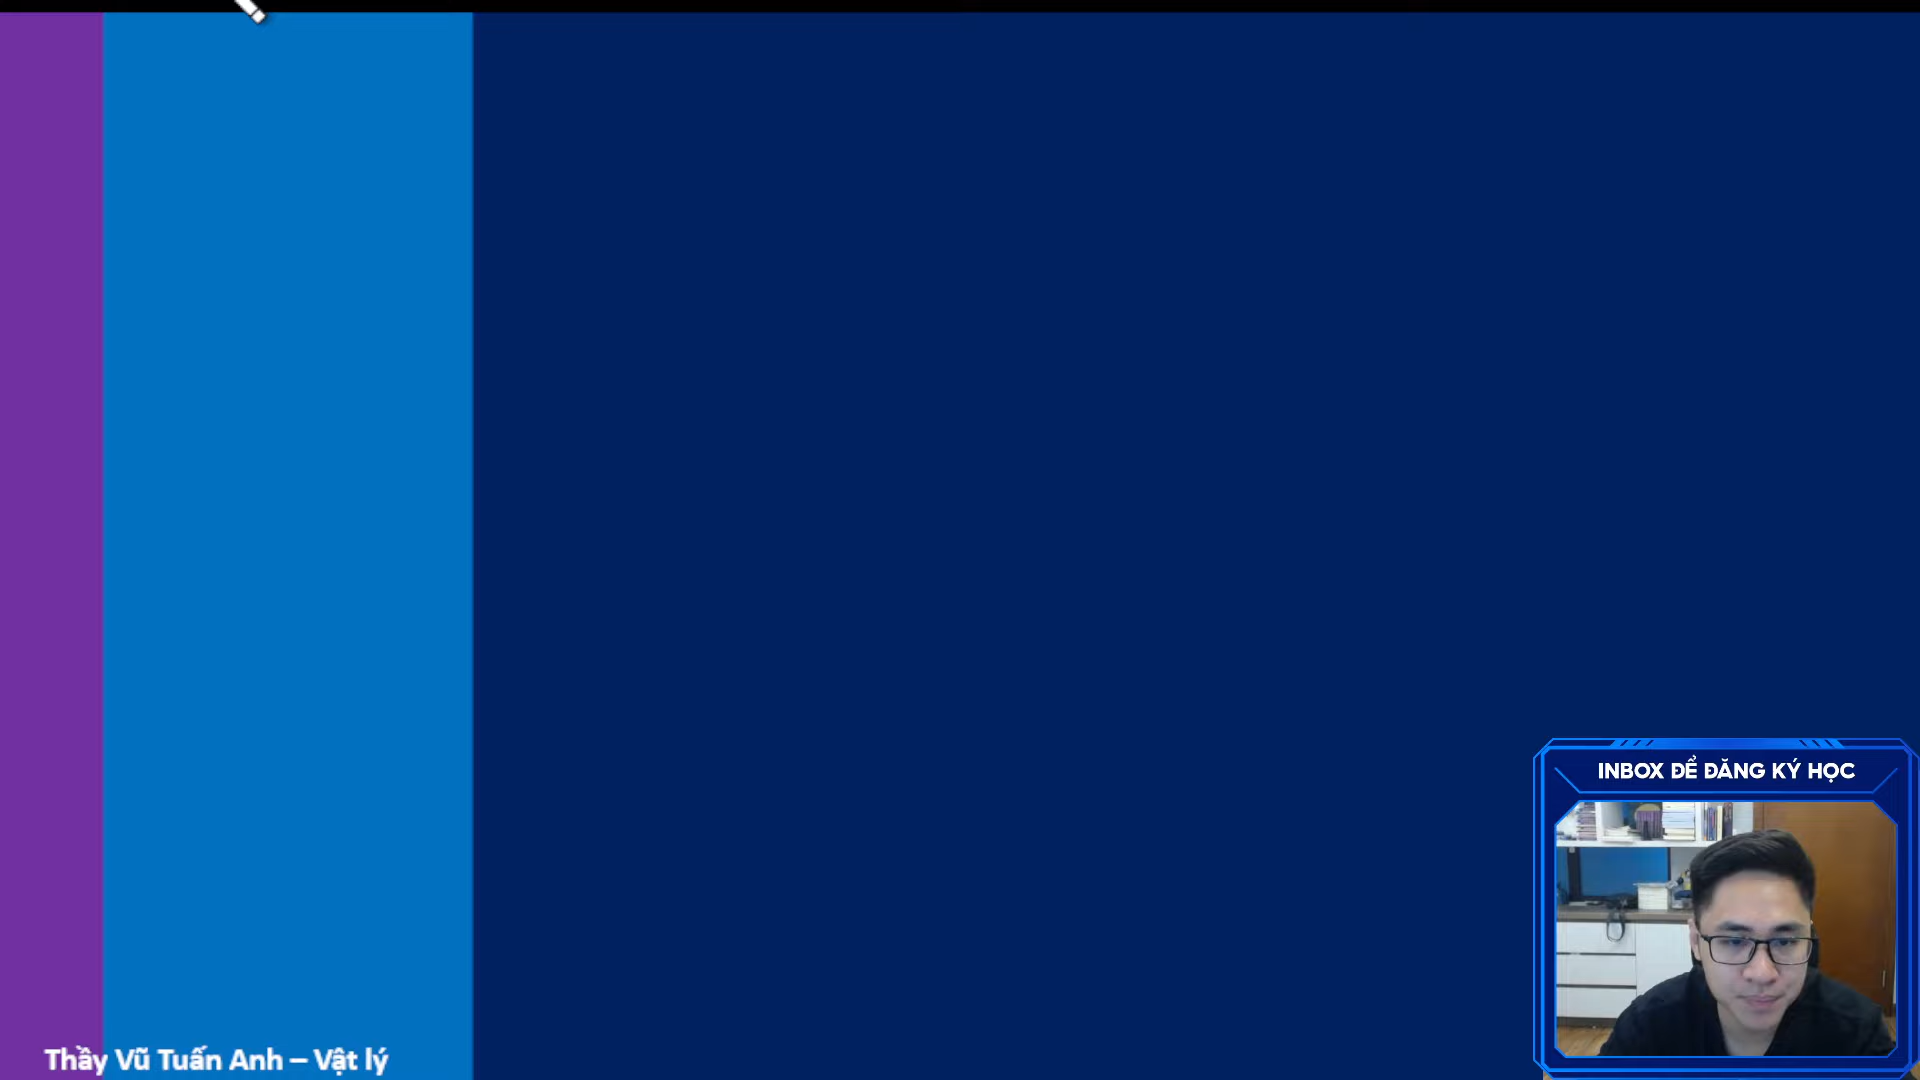 INBOX ĐỂ ĐĂNG KÝ HỌC
Thầy Vũ Tuấn Anh – Vật lý